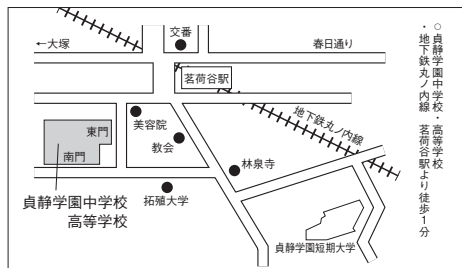 ○貞静学園中学校・高等学校
・地下鉄丸ノ内線 茗荷谷駅より徒歩1分
交番
←大塚
春日通り
茗荷谷駅
地下鉄丸ノ内線
美容院
東門
教会
南門
林泉寺
貞静学園中学校
高等学校
拓殖大学
貞静学園短期大学